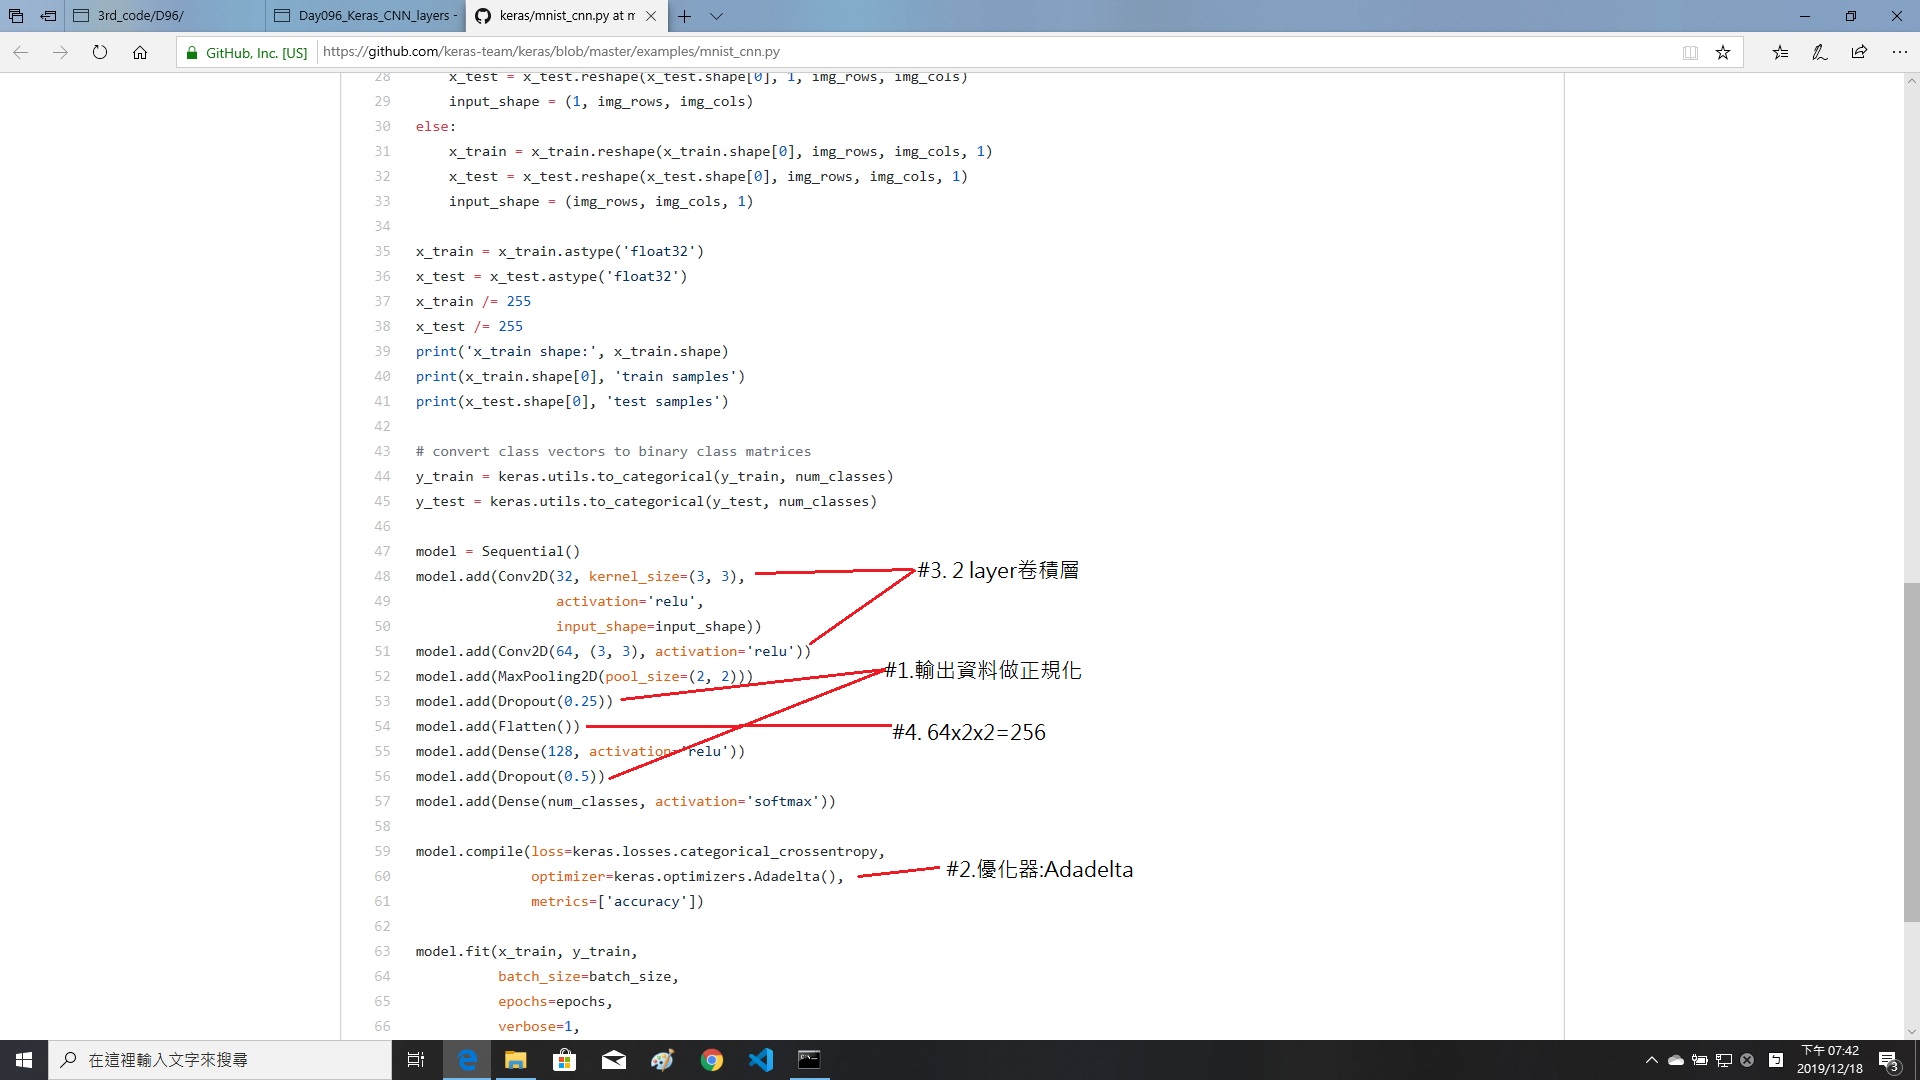 3rd_code/D96/
Day096_Keras_CNN_layers -
keras/mnist_cnn.py at m
GitHub, Inc. [US]
https://github.com/keras-team/keras/blob/master/examples/mnist_cnn.py
28 x_test = x_test.reshape(x_test.shape[0], 1, img_rows, img_cols)
29 input_shape = (1, img_rows, img_cols)
30 else:
31 x_train = x_train.reshape(x_train.shape[0], img_rows, img_cols, 1)
32 x_test = x_test.reshape(x_test.shape[0], img_rows, img_cols, 1)
33 input_shape = (img_rows, img_cols, 1)
34
35 x_train = x_train.astype('float32')
36 x_test = x_test.astype('float32')
37 x_train /= 255
38 x_test /= 255
39 print('x_train shape:', x_train.shape)
40 print(x_train.shape[0], 'train samples')
41 print(x_test.shape[0], 'test samples')
42
43 # convert class vectors to binary class matrices
44 y_train = keras.utils.to_categorical(y_train, num_classes)
45 y_test = keras.utils.to_categorical(y_test, num_classes)
46
47 model = Sequential()
48 model.add(Conv2D(32, kernel_size=(3, 3),
#3. 2 layer卷積層
49 activation='relu',
50 input_shape=input_shape))
51 model.add(Conv2D(64, (3, 3), activation='relu'))
52 model.add(MaxPooling2D(pool_size=(2, 2)))
#1.輸出資料做正規化
53 model.add(Dropout(0.25))
54 model.add(Flatten())
#4. 64x2x2=256
55 model.add(Dense(128, activation='relu'))
56 model.add(Dropout(0.5))
57 model.add(Dense(num_classes, activation='softmax'))
58
59 model.compile(loss=keras.losses.categorical_crossentropy,
60 optimizer=keras.optimizers.Adadelta(),
#2.優化器:Adadelta
61 metrics=['accuracy'])
62
63 model.fit(x_train, y_train,
64 batch_size=batch_size,
65 epochs=epochs,
66 verbose=1,
在這裡輸入文字來搜尋
下午 07:42
2019/12/18
3